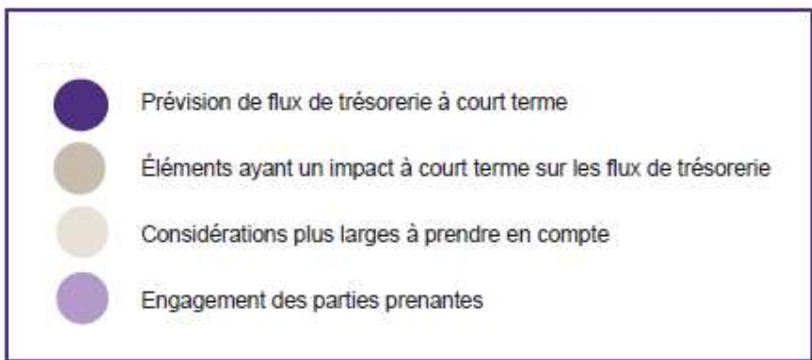 Prévision de flux de trésorerie à court terme
Éléments ayant un impact à court terme sur les flux de trésorerie
Considérations plus larges à prendre en compte
Engagement des parties prenantes